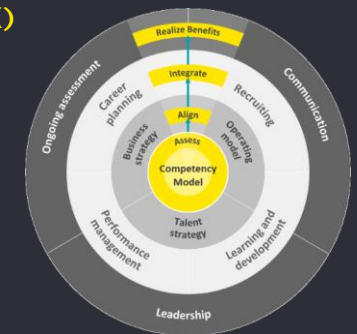 )
Realize Benefits
Integrate
Align
Assess
Competency
Model
Ongoing assessment
Communication
Leadership
Career
planning
Recruiting
Performance
management
Learning and
development
Business
strategy
Operating
model
Talent
strategy